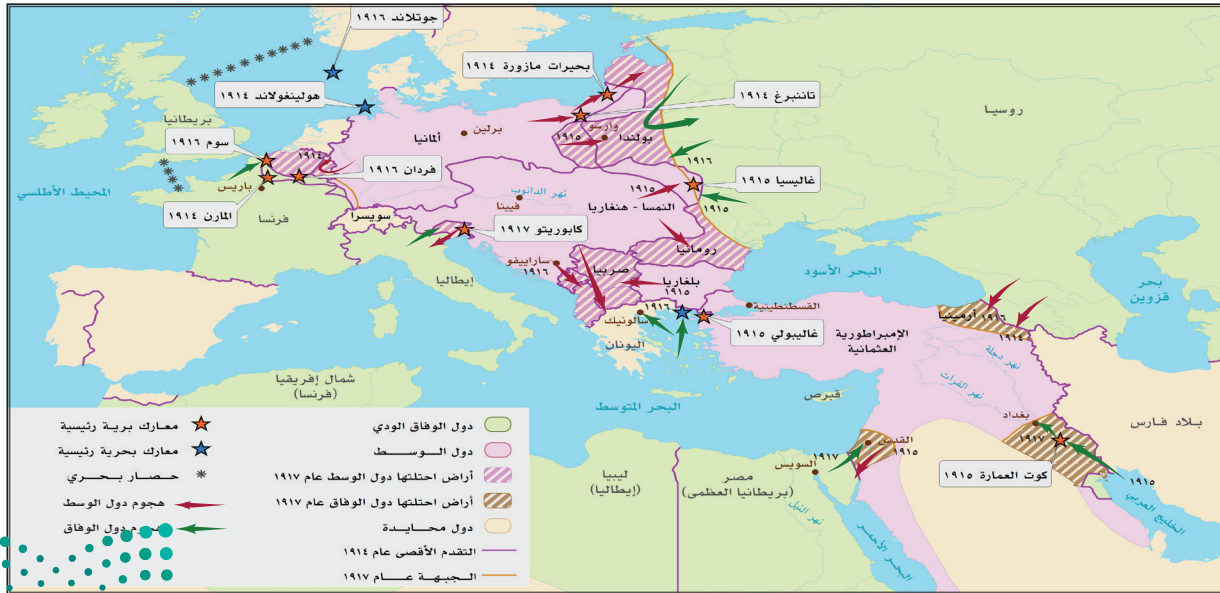 جوتلاند ١٩١٦
بحيرات مازورة ١٩١٤
هوليغولاند ١٩١٤
تاننبرغ ١٩١٤
روسيا
بريطانيا
سوم ١٩١٦
ألمانيا
برلين
وارسو
بولندا
١٩١٥
١٩١٦
١٩١٤
فردان ١٩١٦
غاليسيا ١٩١٥
المحيط الأطلسي
باريس
نهر الدانوب
فيينا
النمسا - هنغاريا
١٩١٥
١٩١٥
المارن ١٩١٤
فرنسا
سويسرا
كابوريتو ١٩١٧
رومانيا
إيطاليا
ساراييفو
١٩١٦
صربيا
بلغاريا
١٩١٥
البحر الأسود
بحر
قزوين
١٩١٦
سالونيك
القسطنطينية
غاليبولي ١٩١٥
اليونان
الإمبراطورية
العثمانية
أرمينيا
١٩١٦
١٩١٤
نهر دجلة
نهر الفرات
شمال إفريقيا
(فرنسا)
البحر المتوسط
قبرص
بغداد
١٩١٧
بلاد فارس
القدس
١٩١٥
١٩١٧
كوت العمارة ١٩١٥
١٩١٥
السويس
سيناء
ليبيا
(إيطاليا)
مصر
(بريطانيا العظمى)
نهر النيل
البحر الأحمر
الخليج العربي
دول الوفاق الودي
دول الوسط
أراض احتلتها دول الوسط عام ١٩١٧
أراض احتلتها دول الوفاق عام ١٩١٧
دول محايدة
التقدم الأقصى عام ١٩١٤
الجبهة عام ١٩١٧
معارك برية رئيسية
معارك بحرية رئيسية
حصار بحري
هجوم دول الوسط
دول الوفاق